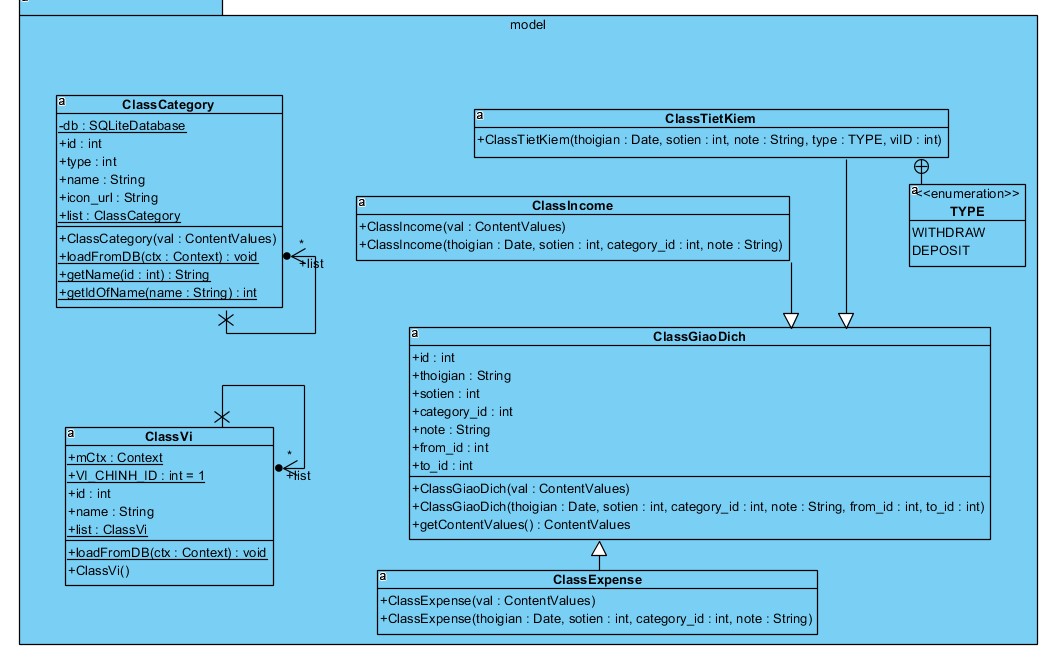 a
model
a
ClassCategory
-db : SQLiteDatabase
+id : int
+type : int
+name : String
+icon_url : String
+list : ClassCategory
+ClassCategory(val : ContentValues)
+loadFromDB(ctx : Context) : void
+getName(id : int) : String
+getIdOfName(name : String) : int
*
+list
a
ClassTietKiem
+ClassTietKiem(thoigian : Date, sotien : int, note : String, type : TYPE, viID : int)
a
<<enumeration>>
TYPE
WITHDRAW
DEPOSIT
a
ClassIncome
+ClassIncome(val : ContentValues)
+ClassIncome(thoigian : Date, sotien : int, category_id : int, note : String)
a
ClassGiaoDich
+id : int
+thoigian : String
+sotien : int
+category_id : int
+note : String
+from_id : int
+to_id : int
+ClassGiaoDich(val : ContentValues)
+ClassGiaoDich(thoigian : Date, sotien : int, category_id : int, note : String, from_id : int, to_id : int)
+getContentValues() : ContentValues
a
ClassVi
+mCtx : Context
+VI_CHINH_ID : int = 1
+id : int
+name : String
+list : ClassVi
+loadFromDB(ctx : Context) : void
+ClassVi()
*
+list
a
ClassExpense
+ClassExpense(val : ContentValues)
+ClassExpense(thoigian : Date, sotien : int, category_id : int, note : String)